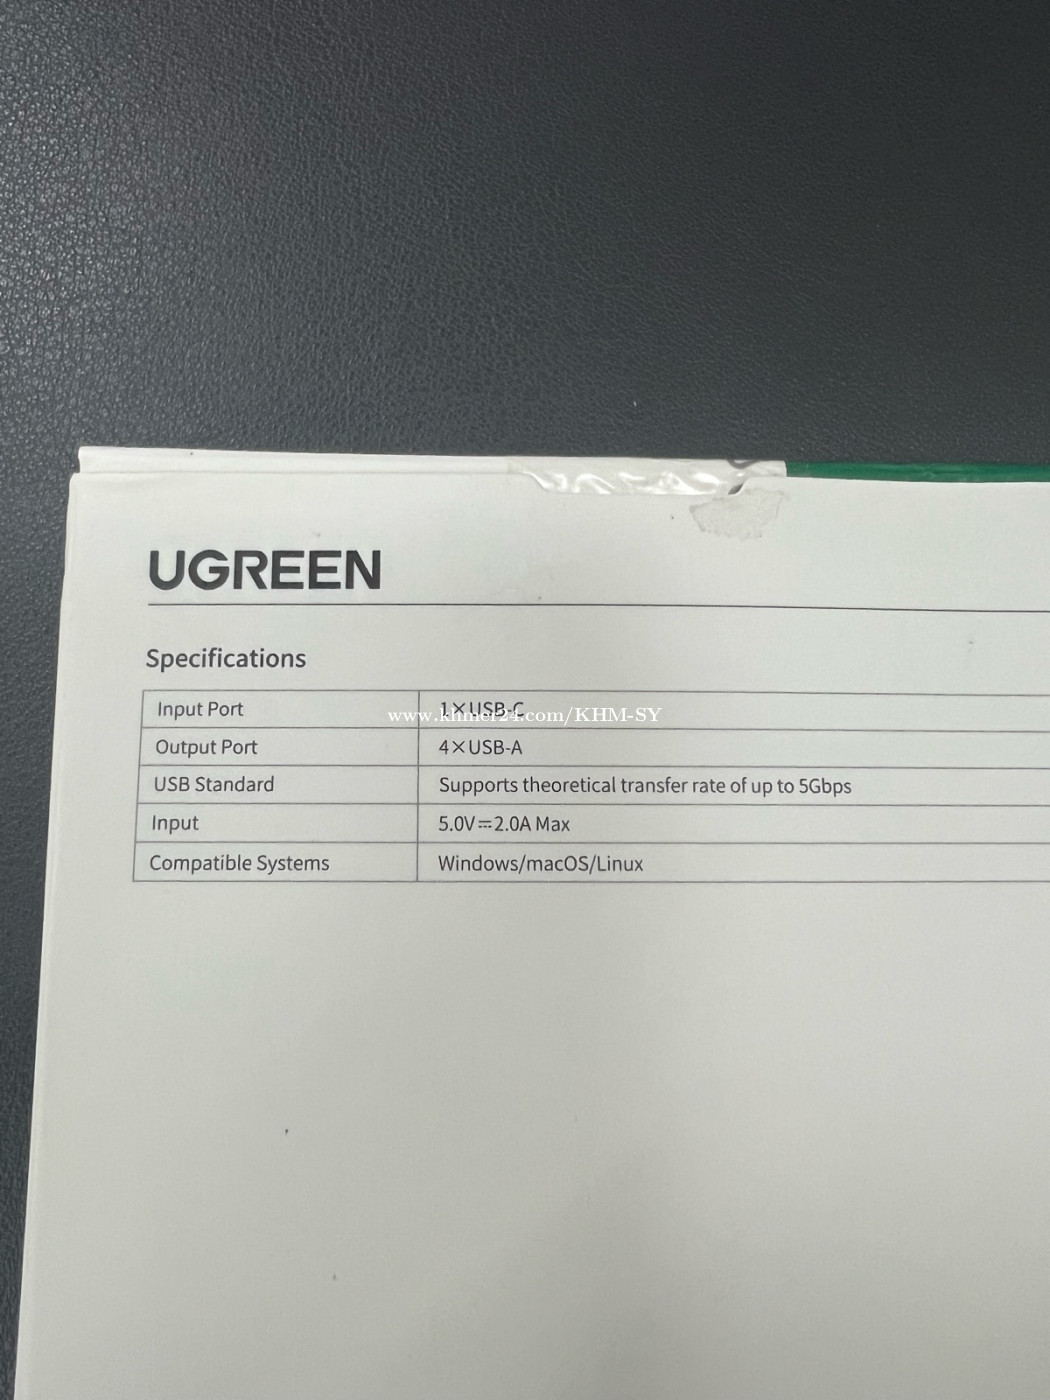 UGREEN
Specifications
Input Port 1×USB-C
www.khmer24.com/KHM-SY
Output Port 4×USB-A
USB Standard Supports theoretical transfer rate of up to 5Gbps
Input 5.0V⎓2.0A Max
Compatible Systems Windows/macOS/Linux